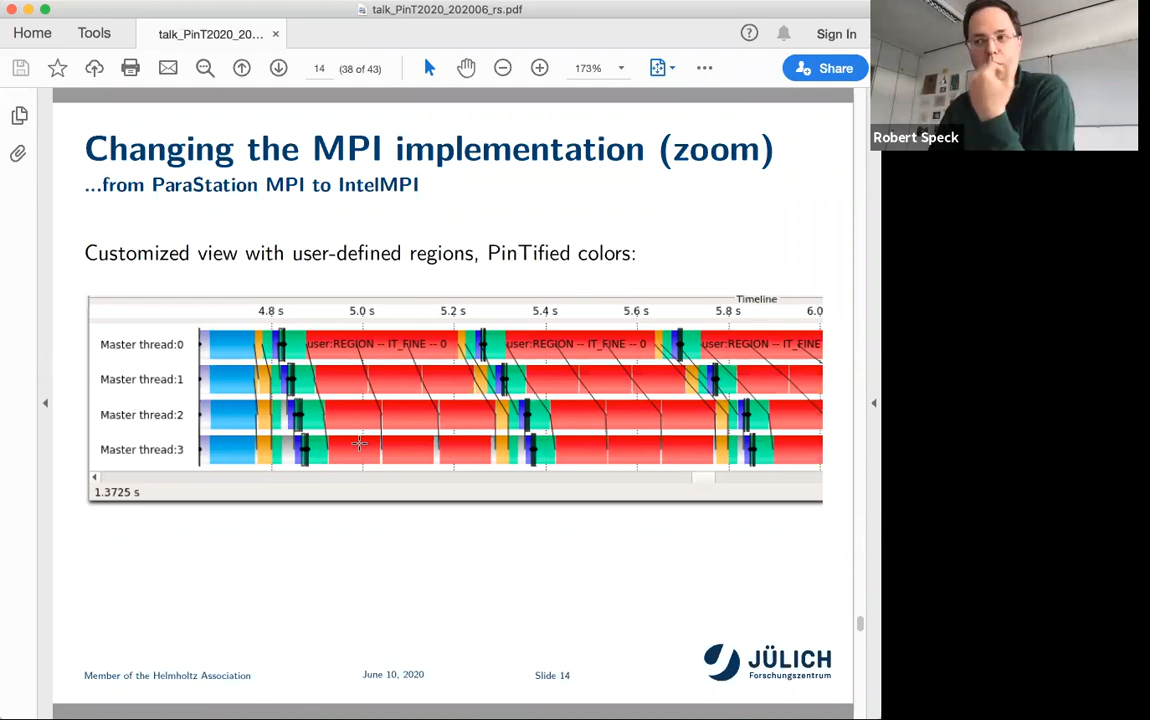 talk_PinT2020_202006_rs.pdf
Home
Tools
talk_PinT2020_20...
×
Sign In
14
(38 of 43)
173%
Share
Robert Speck
Changing the MPI implementation (zoom)
...from ParaStation MPI to IntelMPI
Customized view with user-defined regions, PinTified colors:
Timeline
4.8 s
5.0 s
5.2 s
5.4 s
5.6 s
5.8 s
6.0
Master thread:0
user:REGION -- IT_FINE -- 0
user:REGION -- IT_FINE -- 0
user:REGION -- IT_FINE
Master thread:1
Master thread:2
Master thread:3
1.3725 s
Member of the Helmholtz Association
June 10, 2020
Slide 14
JÜLICH
Forschungszentrum